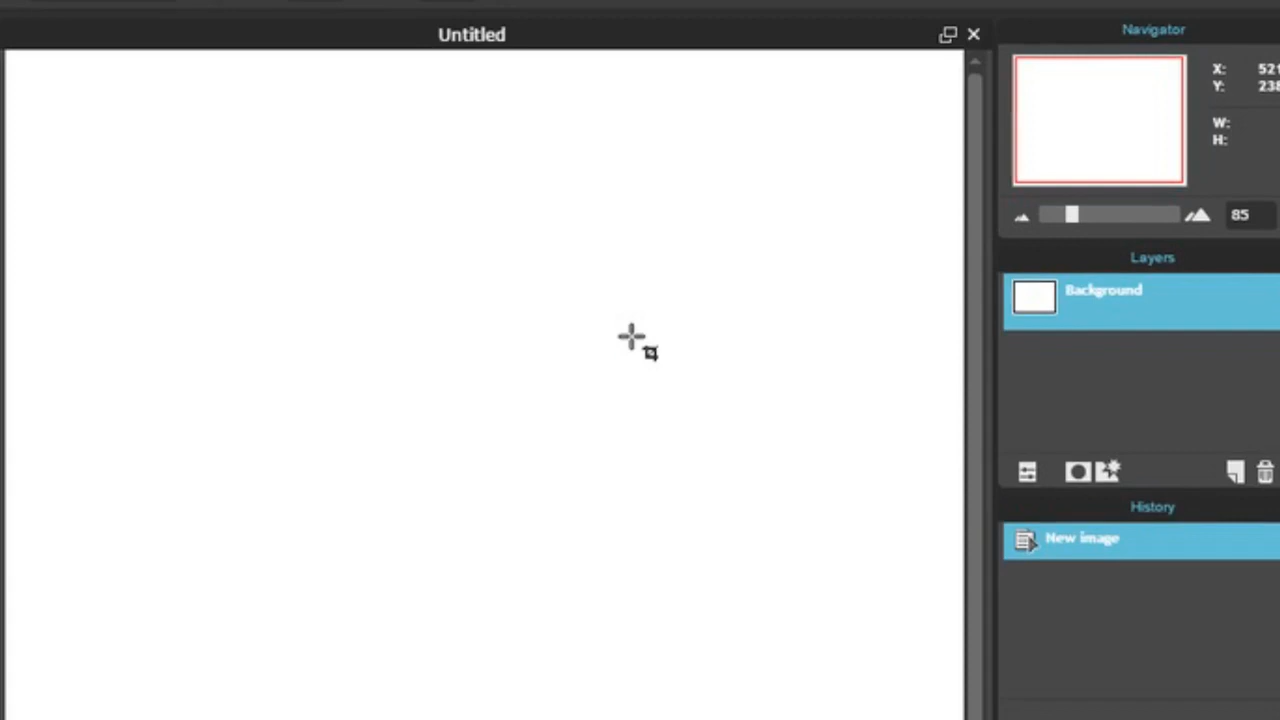 Untitled
Navigator
X:
Y:
W:
H:
85
Layers
Background
History
New image